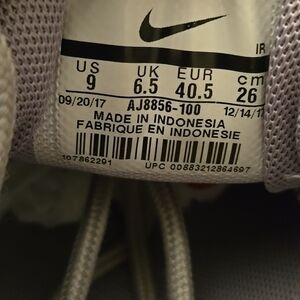 IR
US UK EUR cm
9 6.5 40.5 26
09/20/17 AJ8856-100 12/14/17
MADE IN INDONESIA
FABRIQUE EN INDONESIE
107862291
UPC 00883212864697